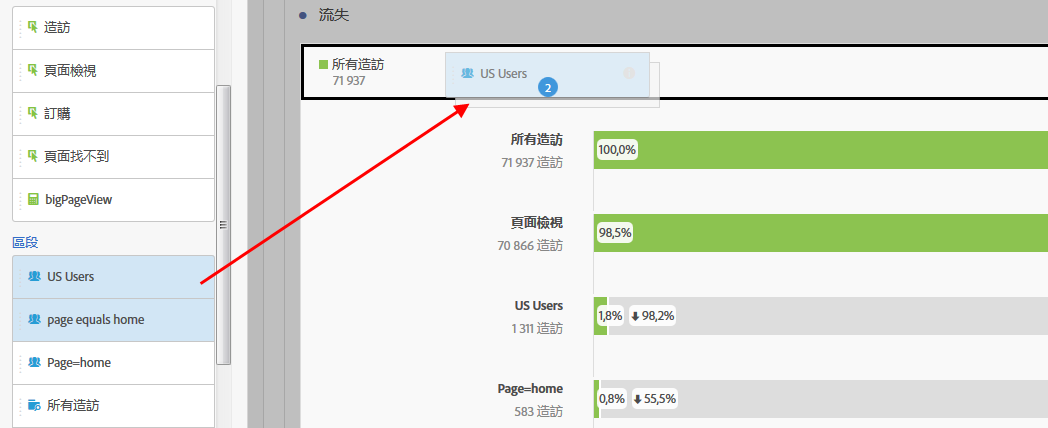 造訪
頁面檢視
訂購
頁面找不到
bigPageView
區段
US Users
page equals home
Page=home
所有造訪
流失
所有造訪
71 937
US Users
2
所有造訪
71 937 造訪
100,0%
頁面檢視
70 866 造訪
98,5%
US Users
1 311 造訪
1,8% 98,2%
Page=home
583 造訪
0,8% 55,5%